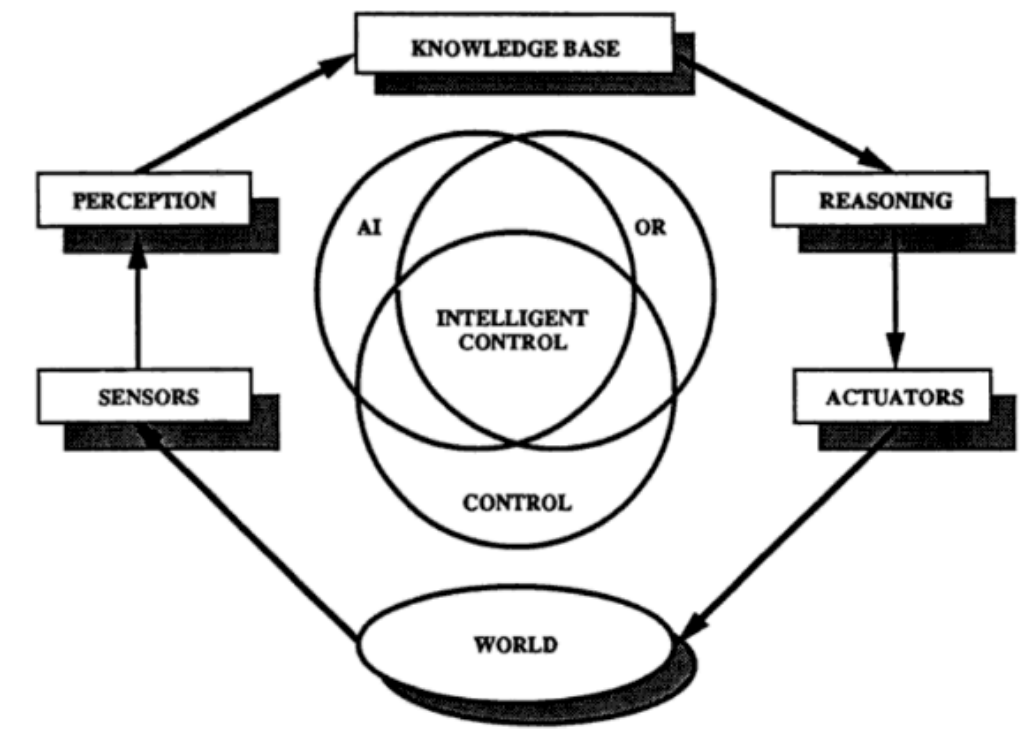 KNOWLEDGE BASE
PERCEPTION
REASONING
AI
OR
INTELLIGENT
CONTROL
SENSORS
ACTUATORS
CONTROL
WORLD